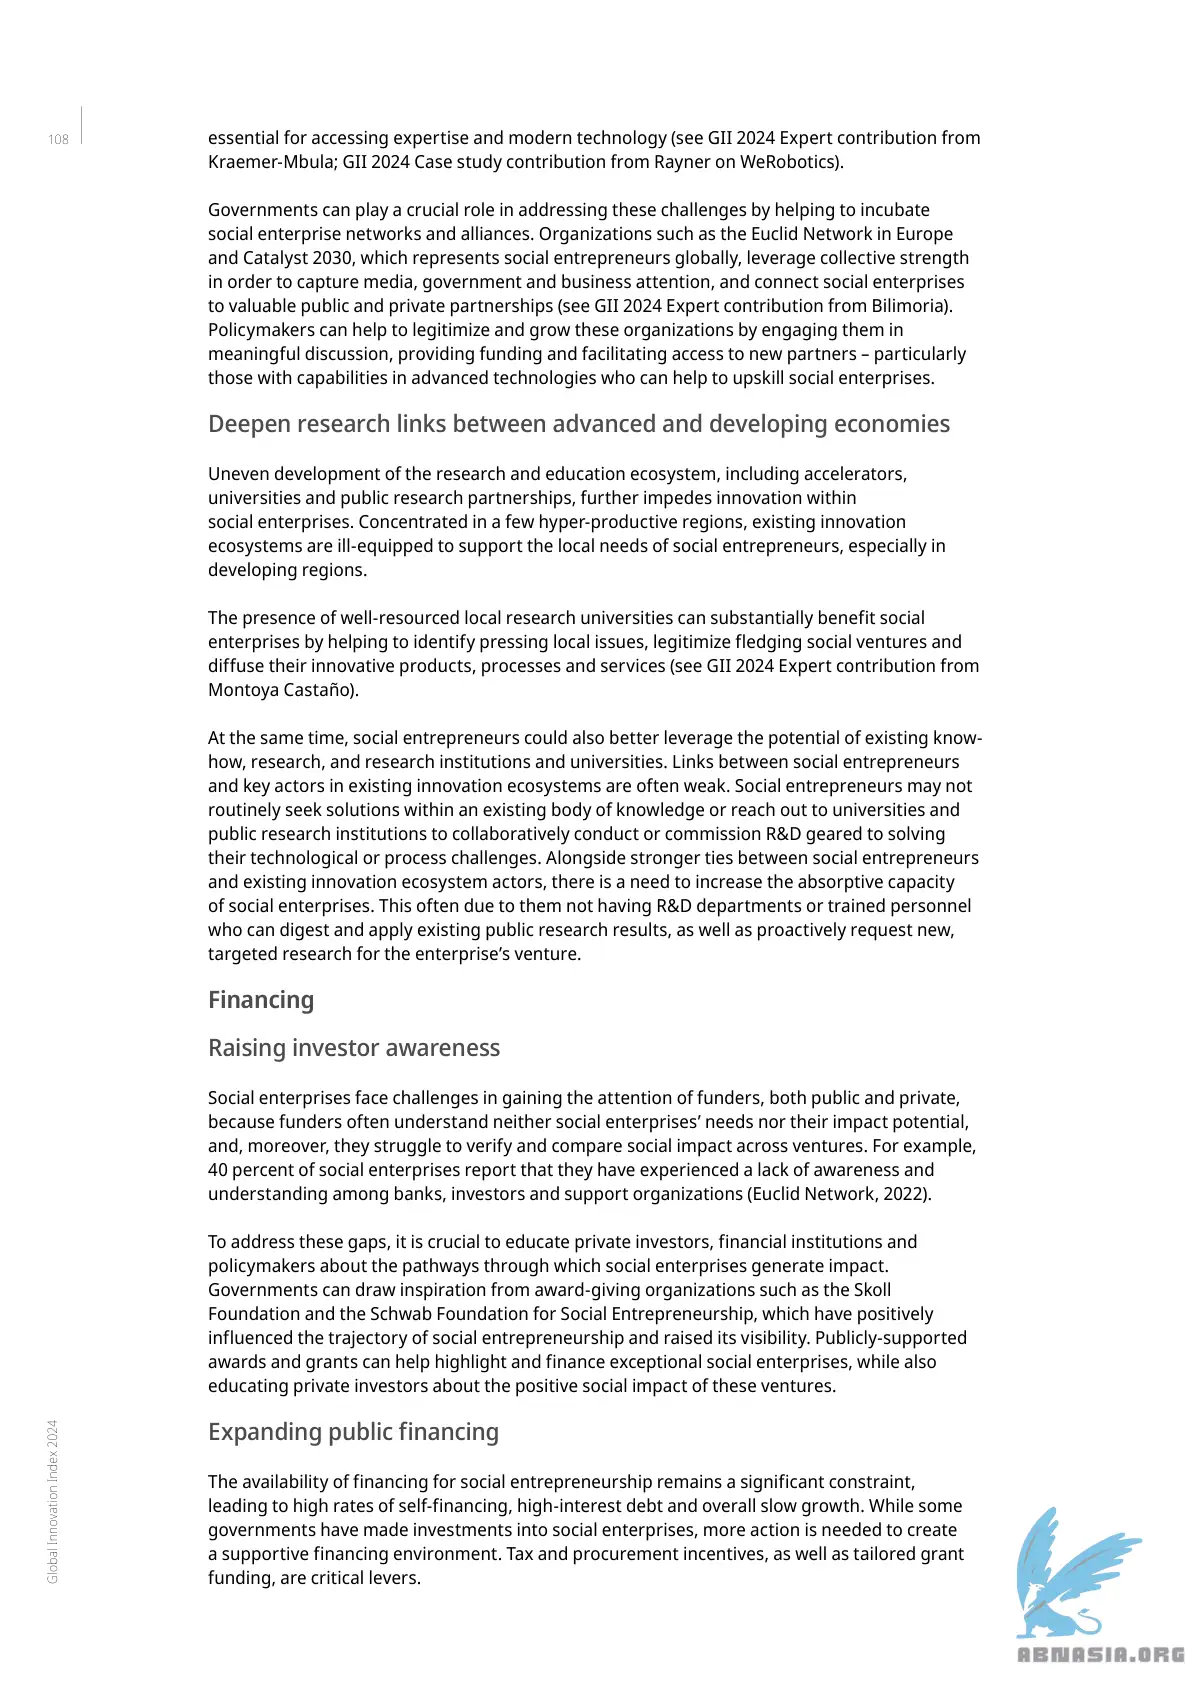 108
essential for accessing expertise and modern technology (see GII 2024 Expert contribution from
Kraemer-Mbula; GII 2024 Case study contribution from Rayner on WeRobotics).
Governments can play a crucial role in addressing these challenges by helping to incubate
social enterprise networks and alliances. Organizations such as the Euclid Network in Europe
and Catalyst 2030, which represents social entrepreneurs globally, leverage collective strength
in order to capture media, government and business attention, and connect social enterprises
to valuable public and private partnerships (see GII 2024 Expert contribution from Bilimoria).
Policymakers can help to legitimize and grow these organizations by engaging them in
meaningful discussion, providing funding and facilitating access to new partners – particularly
those with capabilities in advanced technologies who can help to upskill social enterprises.
Deepen research links between advanced and developing economies
Uneven development of the research and education ecosystem, including accelerators,
universities and public research partnerships, further impedes innovation within
social enterprises. Concentrated in a few hyper-productive regions, existing innovation
ecosystems are ill-equipped to support the local needs of social entrepreneurs, especially in
developing regions.
The presence of well-resourced local research universities can substantially benefit social
enterprises by helping to identify pressing local issues, legitimize fledging social ventures and
diffuse their innovative products, processes and services (see GII 2024 Expert contribution from
Montoya Castaño).
At the same time, social entrepreneurs could also better leverage the potential of existing know-
how, research, and research institutions and universities. Links between social entrepreneurs
and key actors in existing innovation ecosystems are often weak. Social entrepreneurs may not
routinely seek solutions within an existing body of knowledge or reach out to universities and
public research institutions to collaboratively conduct or commission R&D geared to solving
their technological or process challenges. Alongside stronger ties between social entrepreneurs
and existing innovation ecosystem actors, there is a need to increase the absorptive capacity
of social enterprises. This often due to them not having R&D departments or trained personnel
who can digest and apply existing public research results, as well as proactively request new,
targeted research for the enterprise’s venture.
Financing
Raising investor awareness
Social enterprises face challenges in gaining the attention of funders, both public and private,
because funders often understand neither social enterprises’ needs nor their impact potential,
and, moreover, they struggle to verify and compare social impact across ventures. For example,
40 percent of social enterprises report that they have experienced a lack of awareness and
understanding among banks, investors and support organizations (Euclid Network, 2022).
To address these gaps, it is crucial to educate private investors, financial institutions and
policymakers about the pathways through which social enterprises generate impact.
Governments can draw inspiration from award-giving organizations such as the Skoll
Foundation and the Schwab Foundation for Social Entrepreneurship, which have positively
influenced the trajectory of social entrepreneurship and raised its visibility. Publicly-supported
awards and grants can help highlight and finance exceptional social enterprises, while also
educating private investors about the positive social impact of these ventures.
Expanding public financing
The availability of financing for social entrepreneurship remains a significant constraint,
leading to high rates of self-financing, high-interest debt and overall slow growth. While some
governments have made investments into social enterprises, more action is needed to create
a supportive financing environment. Tax and procurement incentives, as well as tailored grant
funding, are critical levers.
Global Innovation Index 2024
ABNASIA.ORG